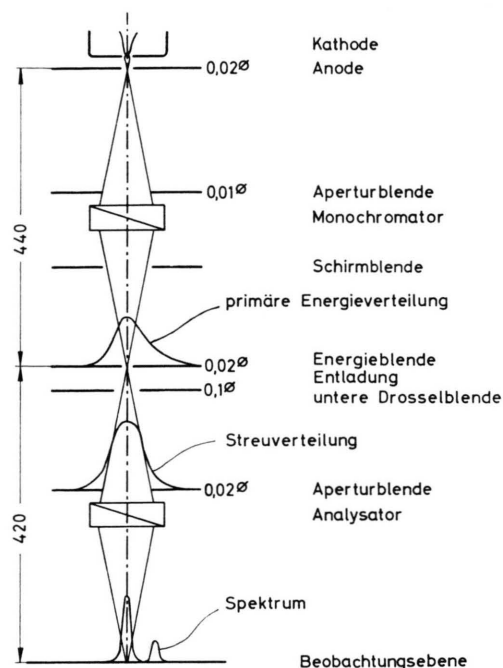 Kathode
0,02⌀ Anode
0,01⌀ Aperturblende
Monochromator
440
Schirmblende
primäre Energieverteilung
0,02⌀ Energieblende
Entladung
0,1⌀ untere Drosselblende
Streuverteilung
0,02⌀ Aperturblende
Analysator
420
Spektrum
Beobachtungsebene